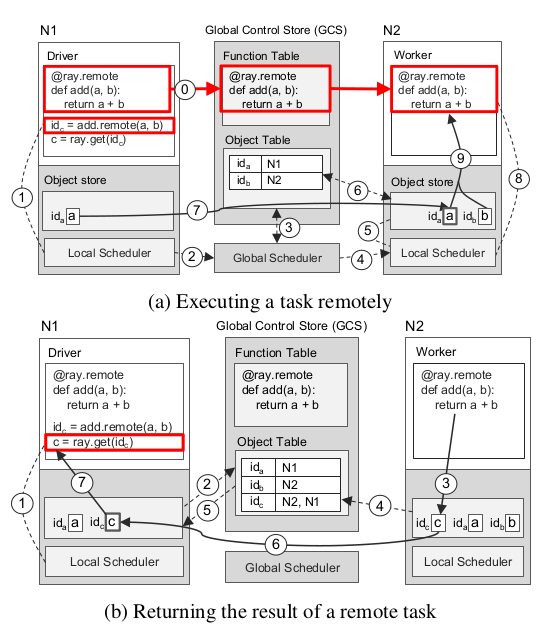 N1
Global Control Store (GCS)
N2
Driver
Function Table
Worker
@ray.remote
def add(a, b):
return a + b
0
@ray.remote
def add(a, b):
return a + b
@ray.remote
def add(a, b):
return a + b
id_c = add.remote(a, b)
c = ray.get(id_c)
Object Table
id_a N1
id_b N2
9
1
Object store
6
Object store
8
id_a a
7
id_a a id_b b
3
5
Local Scheduler
2
Global Scheduler
4
Local Scheduler
(a) Executing a task remotely
N1
Global Control Store (GCS)
N2
Driver
Function Table
Worker
@ray.remote
def add(a, b):
return a + b
@ray.remote
def add(a, b):
return a + b
@ray.remote
def add(a, b):
return a + b
id_c = add.remote(a, b)
c = ray.get(id_c)
Object Table
id_a N1
id_b N2
id_c N2, N1
7
2
3
1
5
4
id_a a id_c c
id_c c id_a a id_b b
6
Local Scheduler
Global Scheduler
Local Scheduler
(b) Returning the result of a remote task